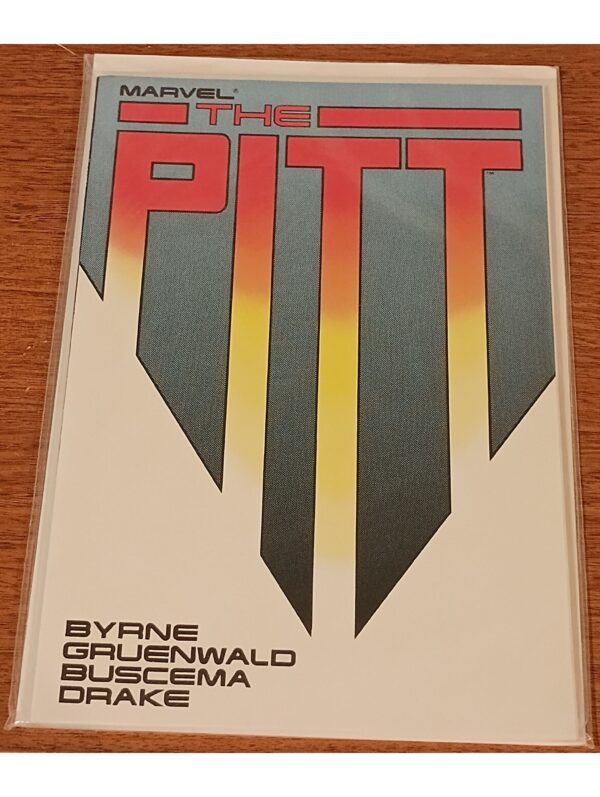 MARVEL®
THE
PITT™
BYRNE
GRUENWALD
BUSCEMA
DRAKE